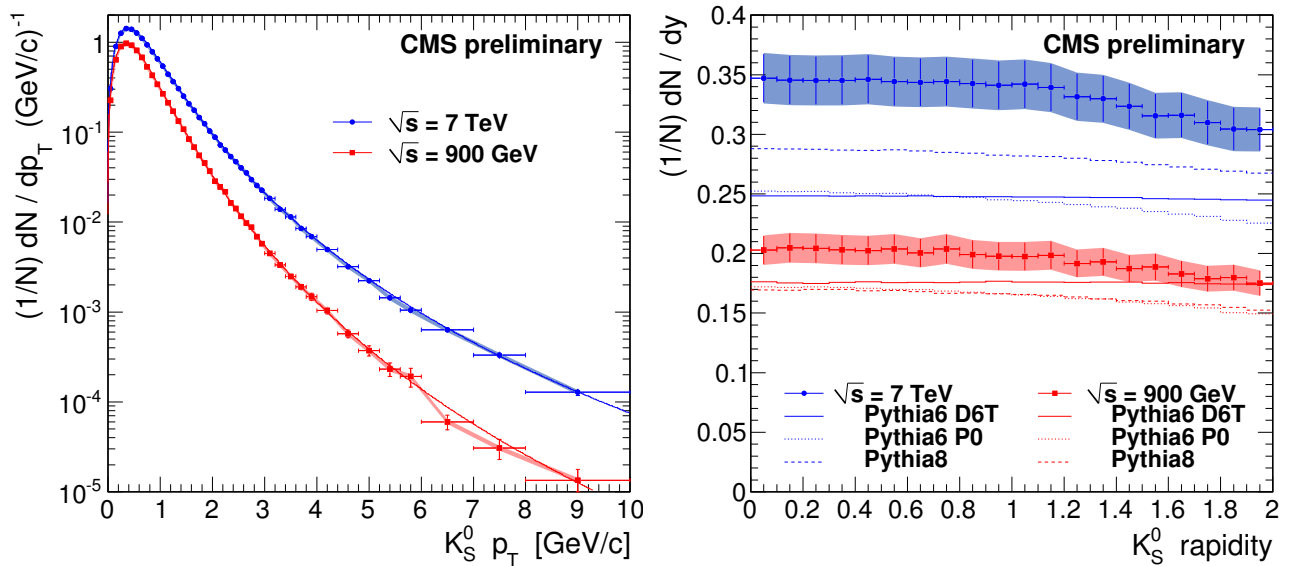 (1/N) dN / dp_T (GeV/c)^-1
1
10^-1
10^-2
10^-3
10^-4
10^-5
CMS preliminary
√s = 7 TeV
√s = 900 GeV
0 1 2 3 4 5 6 7 8 9 10
K_S^0 p_T [GeV/c]
(1/N) dN / dy
0.4
0.35
0.3
0.25
0.2
0.15
0.1
0.05
0
CMS preliminary
√s = 7 TeV
Pythia6 D6T
Pythia6 P0
Pythia8
√s = 900 GeV
Pythia6 D6T
Pythia6 P0
Pythia8
0 0.2 0.4 0.6 0.8 1 1.2 1.4 1.6 1.8 2
K_S^0 rapidity